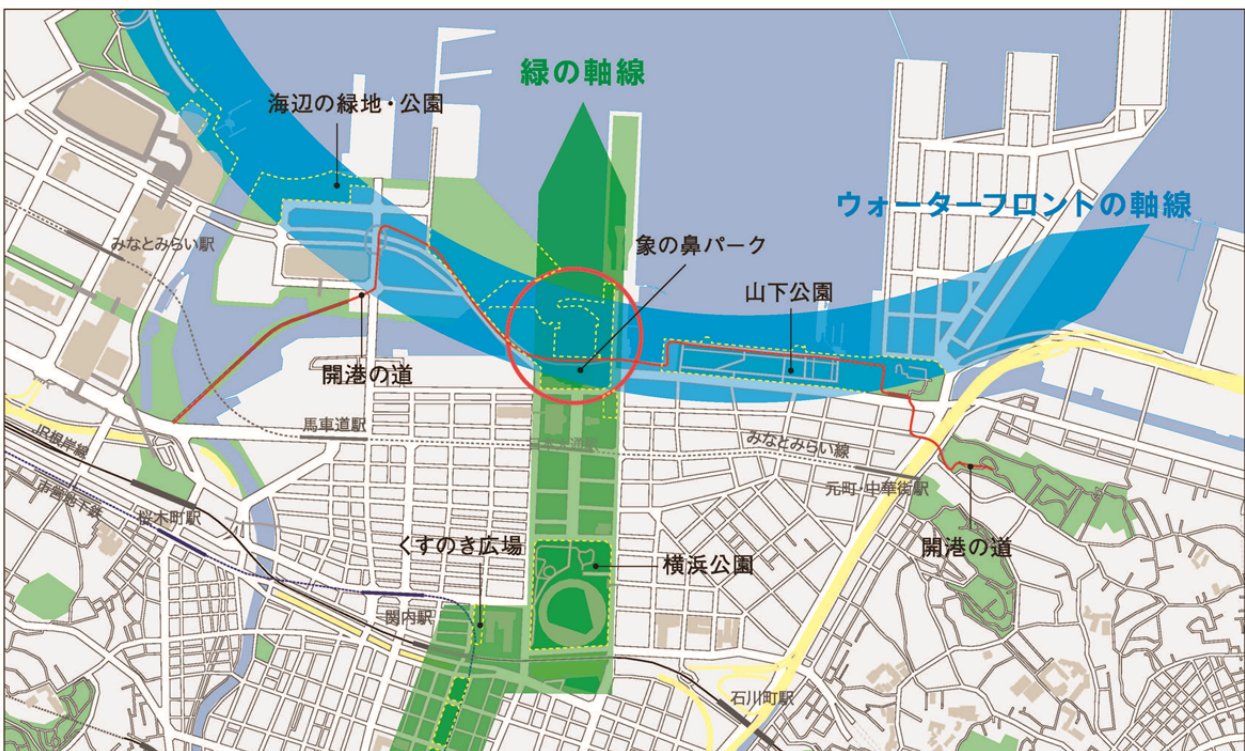 緑の軸線
海辺の緑地・公園
ウォーターフロントの軸線
みなとみらい駅
象の鼻パーク
山下公園
開港の道
馬車道駅
みなとみらい線
JR根岸線
市営地下鉄
桜木町駅
元町・中華街駅
くすのき広場
横浜公園
開港の道
関内駅
石川町駅